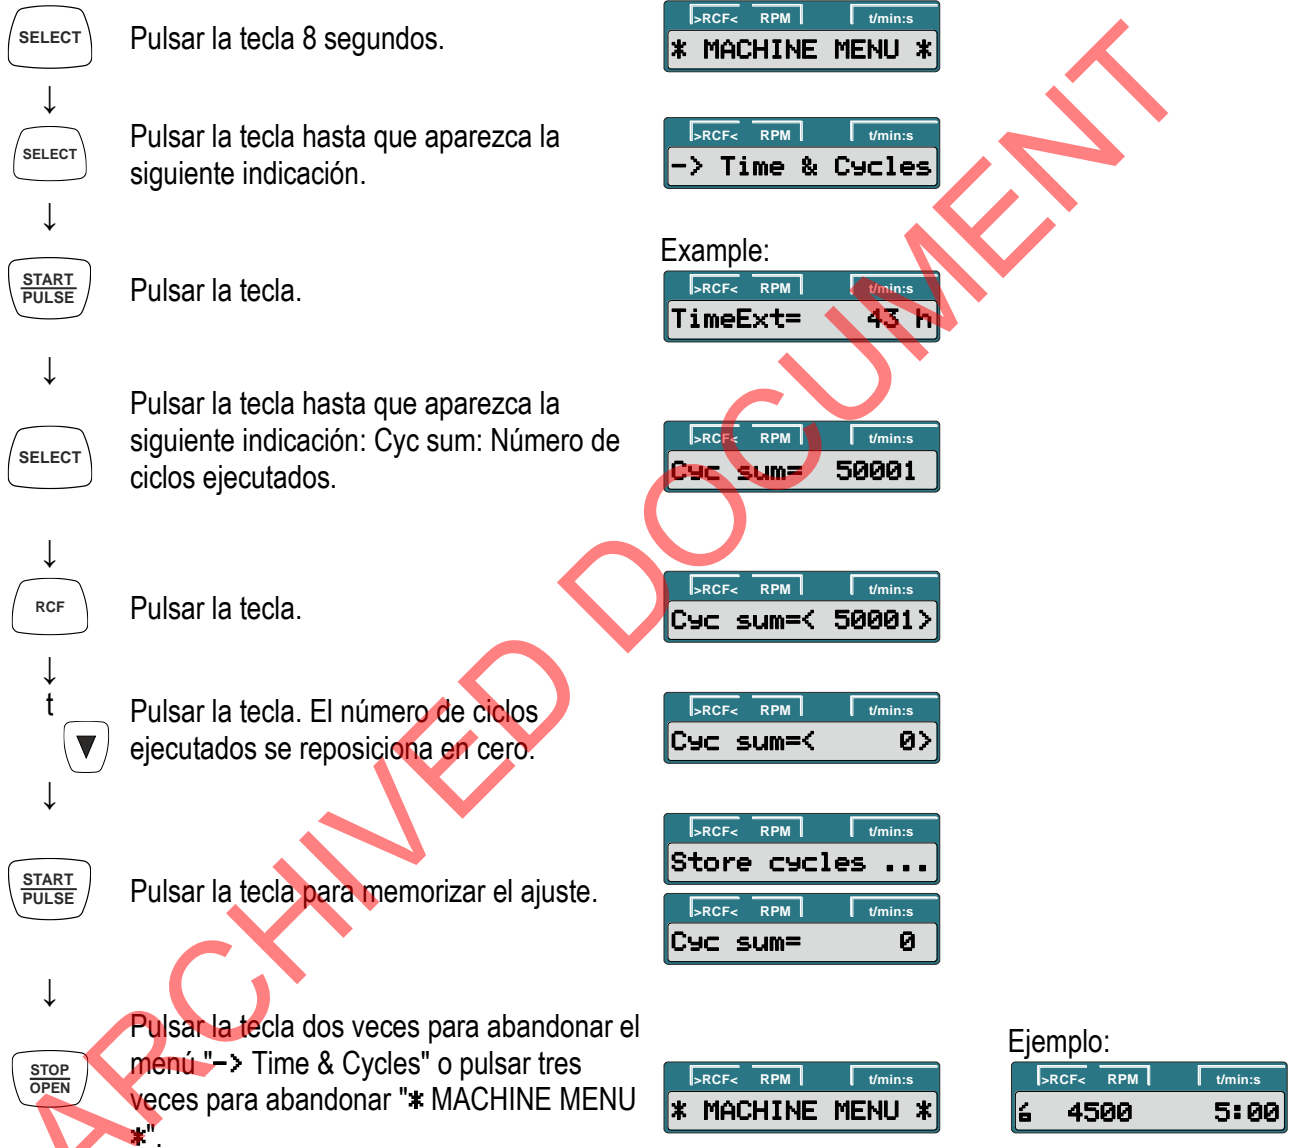 SELECT
Pulsar la tecla 8 segundos.
>RCF< RPM t/min:s
* MACHINE MENU *
↓
SELECT
Pulsar la tecla hasta que aparezca la
siguiente indicación.
>RCF< RPM t/min:s
-> Time & Cycles
↓
START
PULSE
Pulsar la tecla.
Example:
>RCF< RPM t/min:s
TimeExt= 43 h
↓
SELECT
Pulsar la tecla hasta que aparezca la
siguiente indicación: Cyc sum: Número de
ciclos ejecutados.
>RCF< RPM t/min:s
Cyc sum= 50001
↓
RCF
Pulsar la tecla.
>RCF< RPM t/min:s
Cyc sum=< 50001>
↓
t
▼
Pulsar la tecla. El número de ciclos
ejecutados se reposiciona en cero.
>RCF< RPM t/min:s
Cyc sum=< 0>
↓
START
PULSE
Pulsar la tecla para memorizar el ajuste.
>RCF< RPM t/min:s
Store cycles ...
>RCF< RPM t/min:s
Cyc sum= 0
↓
STOP
OPEN
Pulsar la tecla dos veces para abandonar el
menú "-> Time & Cycles" o pulsar tres
veces para abandonar "* MACHINE MENU
*".
>RCF< RPM t/min:s
* MACHINE MENU *
Ejemplo:
>RCF< RPM t/min:s
4500 5:00
ARCHIVED DOCUMENT